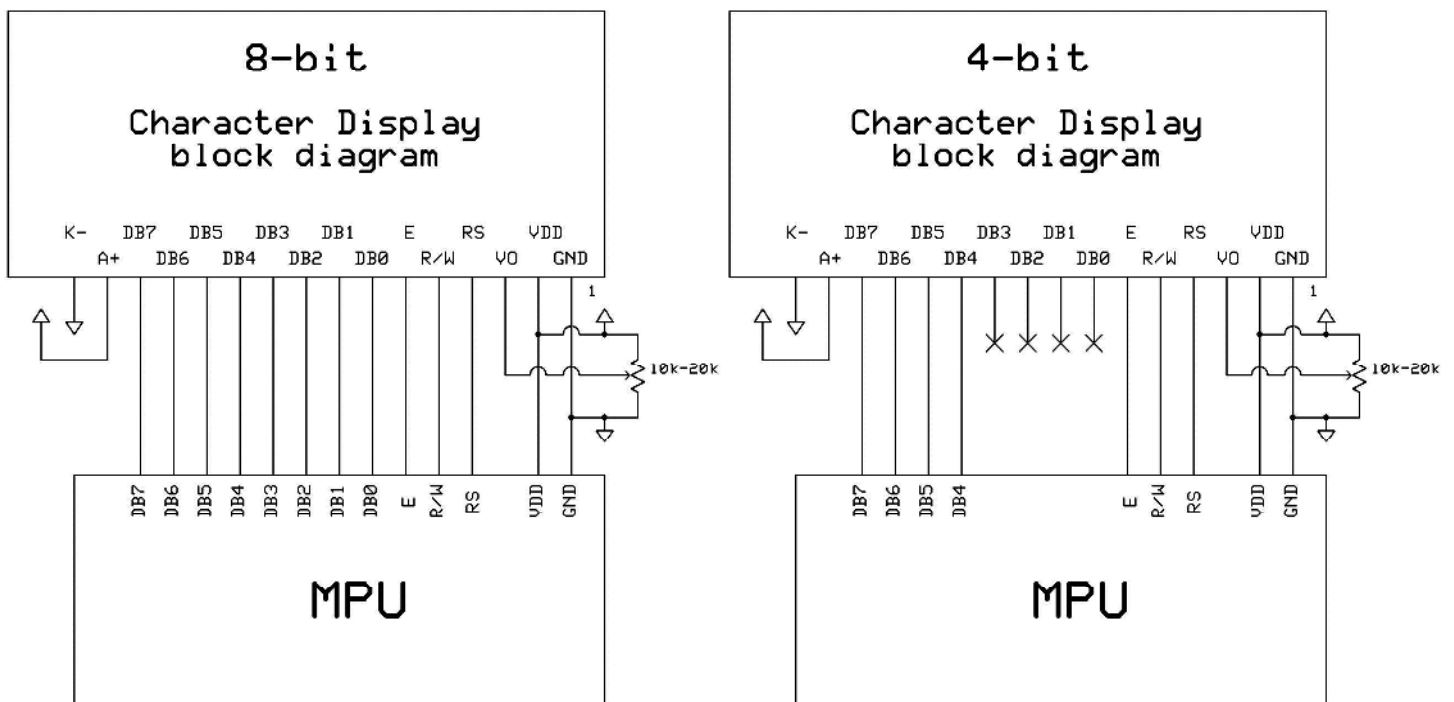 8-bit
Character Display
block diagram
K- DB7 DB5 DB3 DB1 E RS VDD
A+ DB6 DB4 DB2 DB0 R/W VO GND
1
10k-20k
DB7 DB6 DB5 DB4 DB3 DB2 DB1 DB0 E R/W RS VDD GND
MPU
4-bit
Character Display
block diagram
K- DB7 DB5 DB3 DB1 E RS VDD
A+ DB6 DB4 DB2 DB0 R/W VO GND
1
10k-20k
DB7 DB6 DB5 DB4 E R/W RS VDD GND
MPU